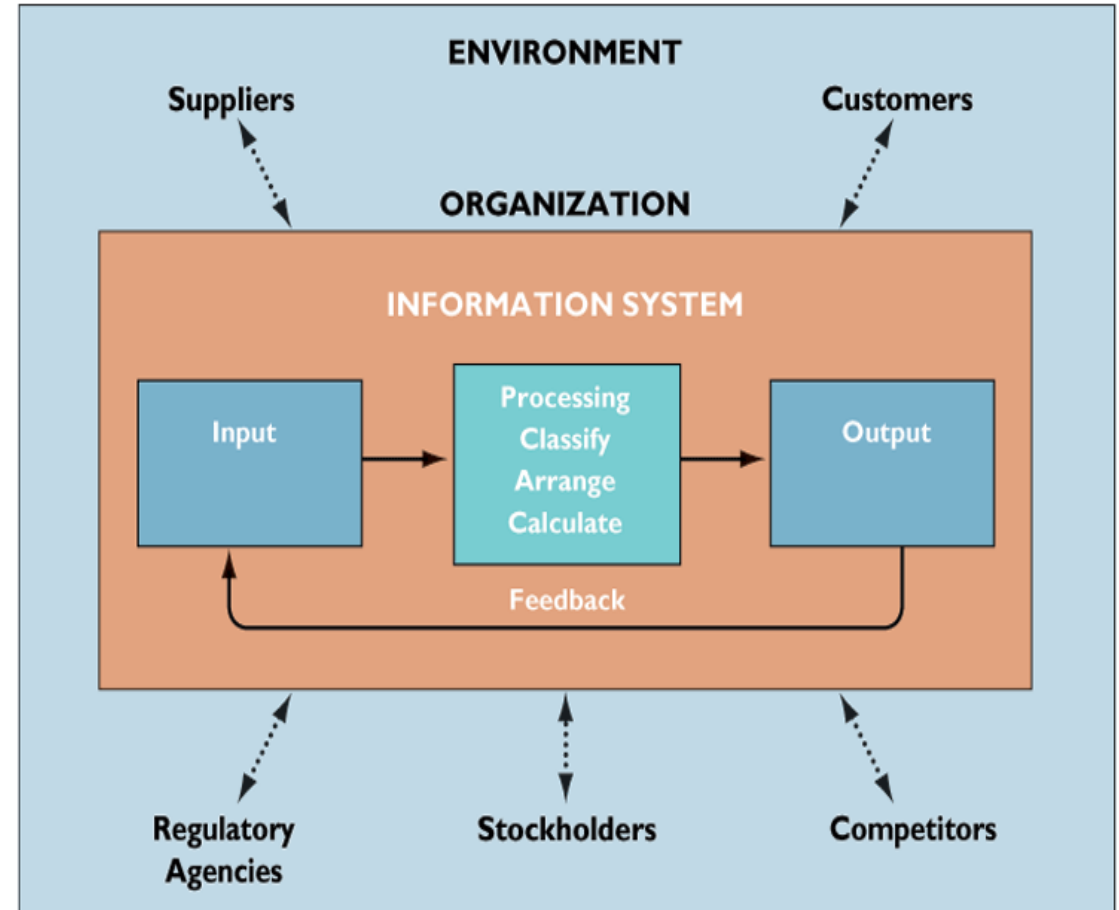 ENVIRONMENT
Suppliers
Customers
ORGANIZATION
INFORMATION SYSTEM
Input
Processing
Classify
Arrange
Calculate
Output
Feedback
Regulatory
Agencies
Stockholders
Competitors